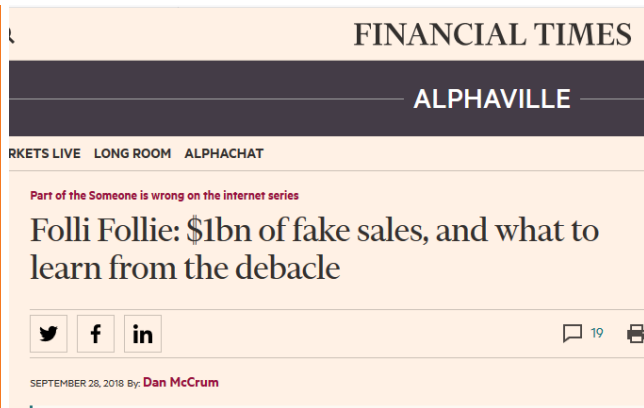 FINANCIAL TIMES
ALPHAVILLE
RKETS LIVE LONG ROOM ALPHACHAT
Part of the Someone is wrong on the internet series
Folli Follie: $1bn of fake sales, and what to
learn from the debacle
19
SEPTEMBER 28, 2018 By: Dan McCrum